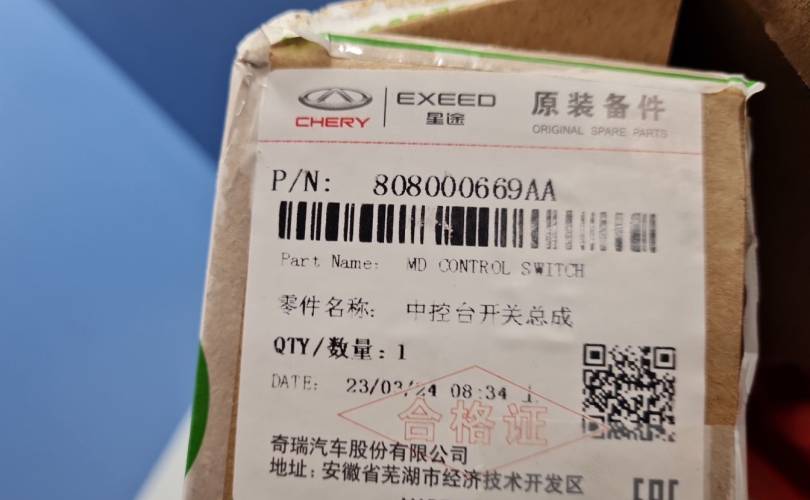 CHERY EXEED 星途 原装备件
ORIGINAL SPARE PARTS
P/N: 808000669AA
Part Name: MD CONTROL SWITCH
零件名称: 中控台开关总成
QTY/数量: 1
DATE: 23/03/24 08:34
合格证
奇瑞汽车股份有限公司
地址: 安徽省芜湖市经济技术开发区